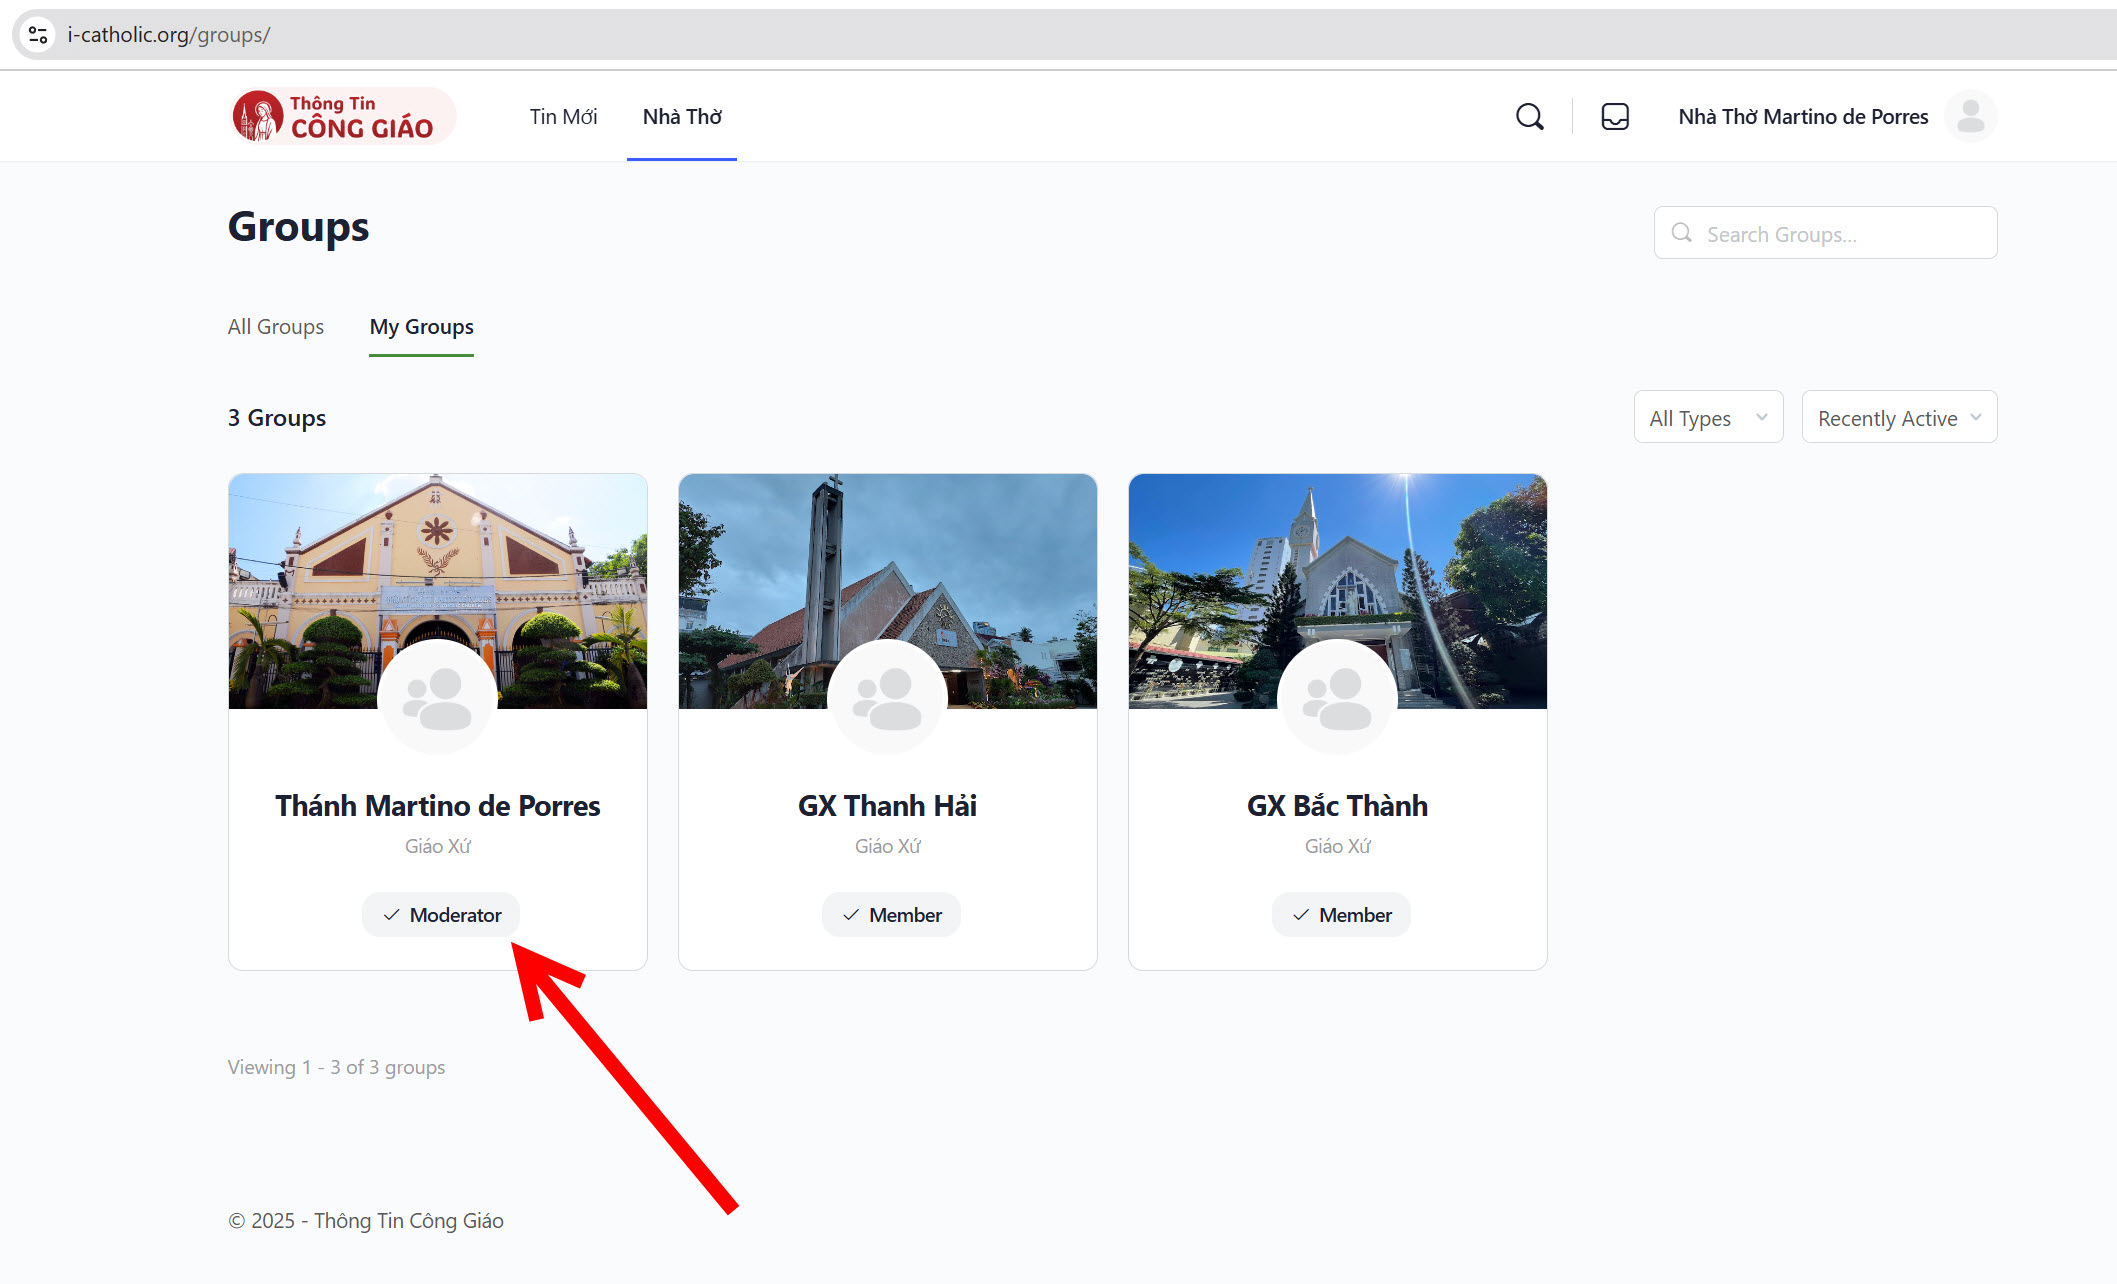 i-catholic.org/groups/
Thông Tin
CÔNG GIÁO
Tin Mới
Nhà Thờ
Nhà Thờ Martino de Porres
Groups
Search Groups...
All Groups
My Groups
3 Groups
All Types
Recently Active
Thánh Martino de Porres
Giáo Xứ
Moderator
GX Thanh Hải
Giáo Xứ
Member
GX Bắc Thành
Giáo Xứ
Member
Viewing 1 - 3 of 3 groups
© 2025 - Thông Tin Công Giáo